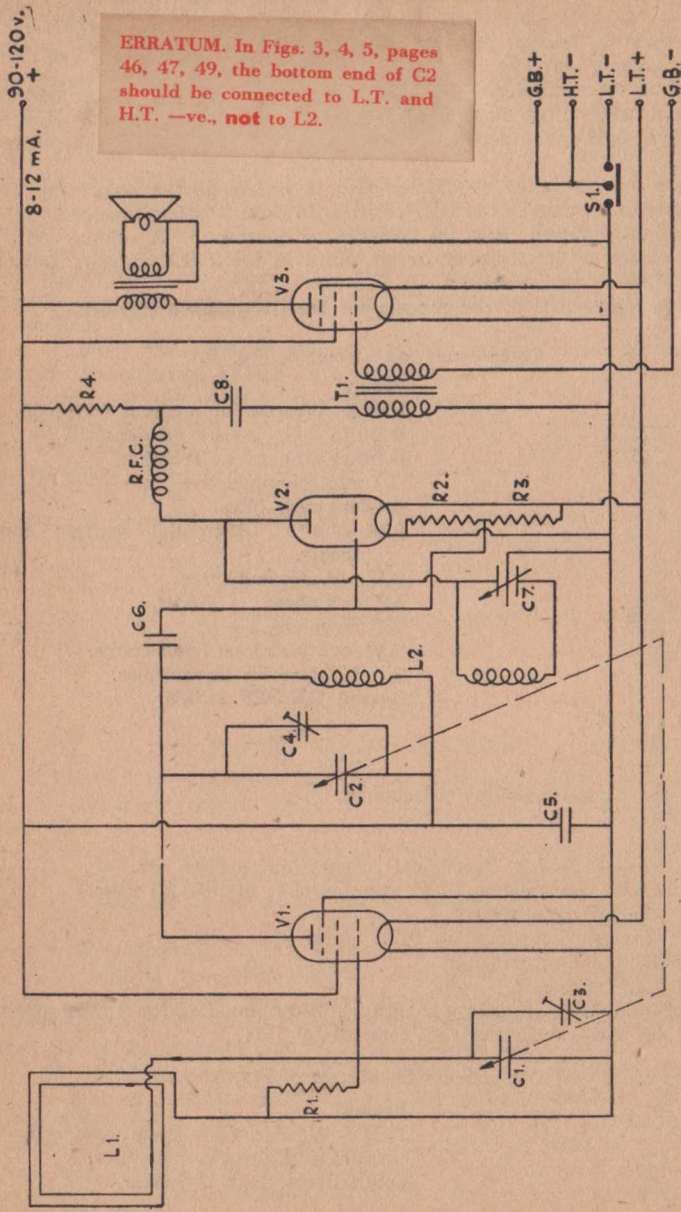 90-120v.
+
8-12 mA.
ERRATUM. In Figs. 3, 4, 5, pages
46, 47, 49, the bottom end of C2
should be connected to L.T. and
H.T. —ve., not to L2.
G.B.+
H.T.-
L.T.-
L.T.+
G.B.-
S1.
V3.
R4.
C8.
T1.
R.F.C.
V2.
R2.
R3.
C6.
C7.
L2.
C4.
C2.
C5.
V1.
C3.
C1.
R1.
L1.